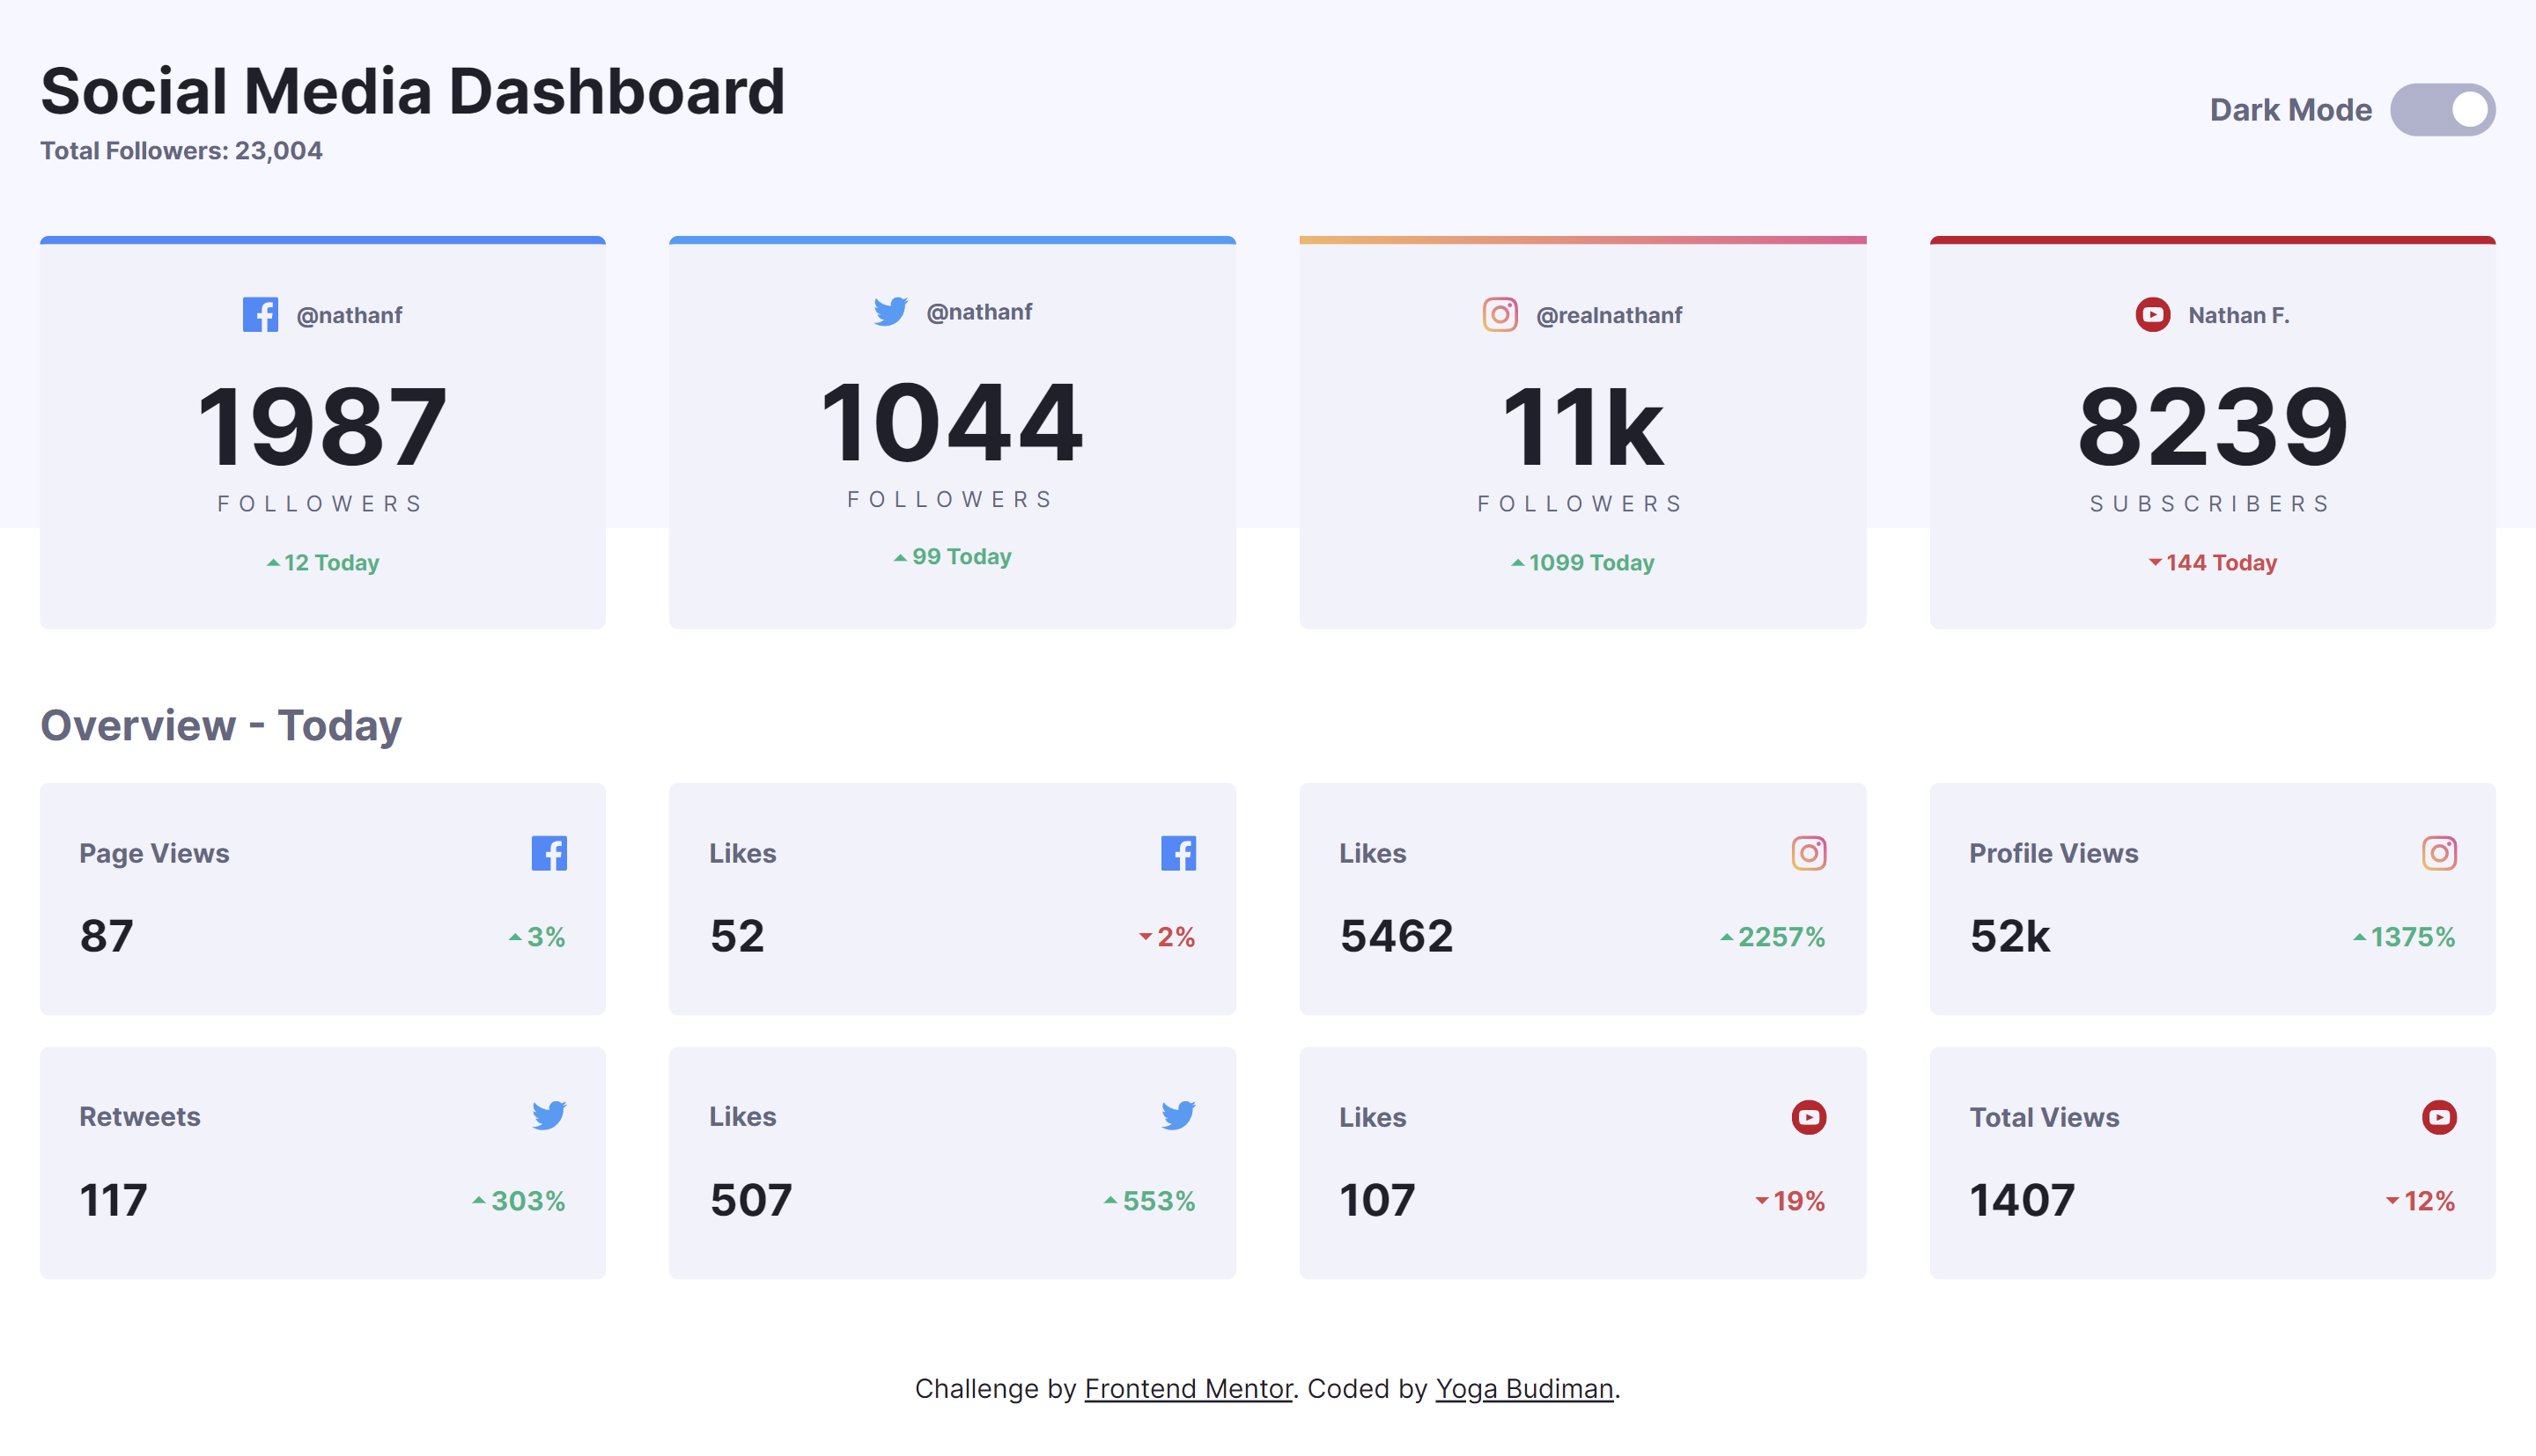 Social Media Dashboard
Total Followers: 23,004
Dark Mode
@nathanf
1987
FOLLOWERS
12 Today
@nathanf
1044
FOLLOWERS
99 Today
@realnathanf
11k
FOLLOWERS
1099 Today
Nathan F.
8239
SUBSCRIBERS
144 Today
Overview - Today
Page Views
87
3%
Likes
52
2%
Likes
5462
2257%
Profile Views
52k
1375%
Retweets
117
303%
Likes
507
553%
Likes
107
19%
Total Views
1407
12%
Challenge by Frontend Mentor. Coded by Yoga Budiman.